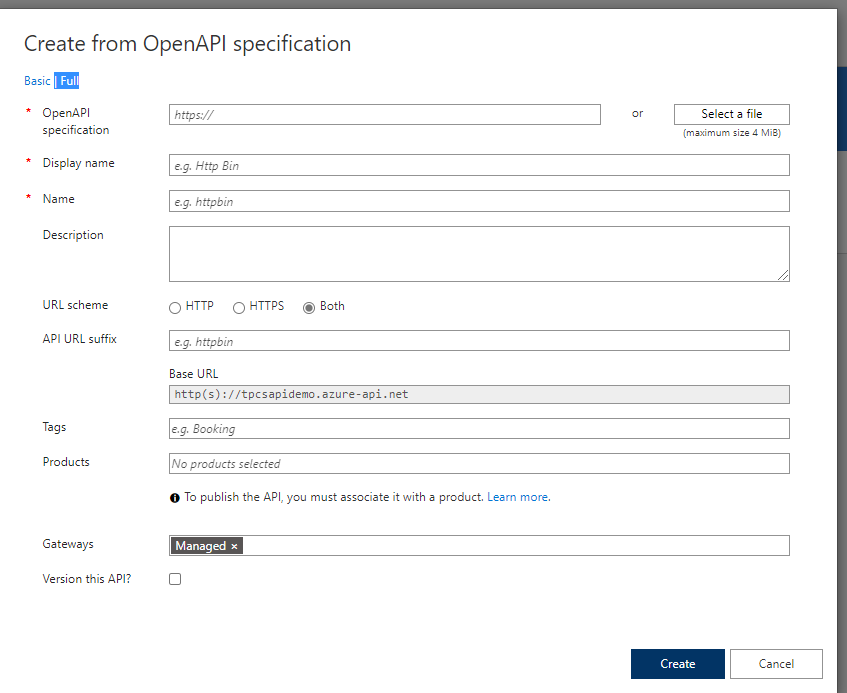 Create from OpenAPI specification
Basic | Full
* OpenAPI specification
https://
or
Select a file
(maximum size 4 MiB)
* Display name
e.g. Http Bin
* Name
e.g. httpbin
Description
URL scheme
HTTP HTTPS Both
API URL suffix
e.g. httpbin
Base URL
http(s)://tpcsapidemo.azure-api.net
Tags
e.g. Booking
Products
No products selected
To publish the API, you must associate it with a product. Learn more.
Gateways
Managed ×
Version this API?
Create
Cancel